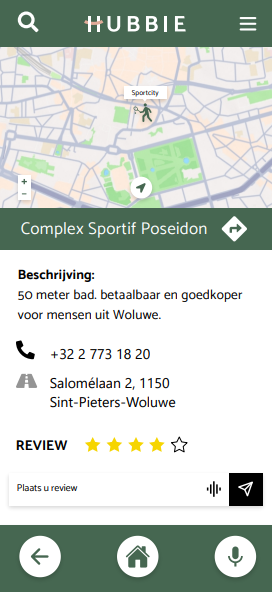 HUBBIE
Sportcity
+
-
Complex Sportif Poseidon
Beschrijving:
50 meter bad. betaalbaar en goedkoper
voor mensen uit Woluwe.
+32 2 773 18 20
Salomélaan 2, 1150
Sint-Pieters-Woluwe
REVIEW
Plaats u review